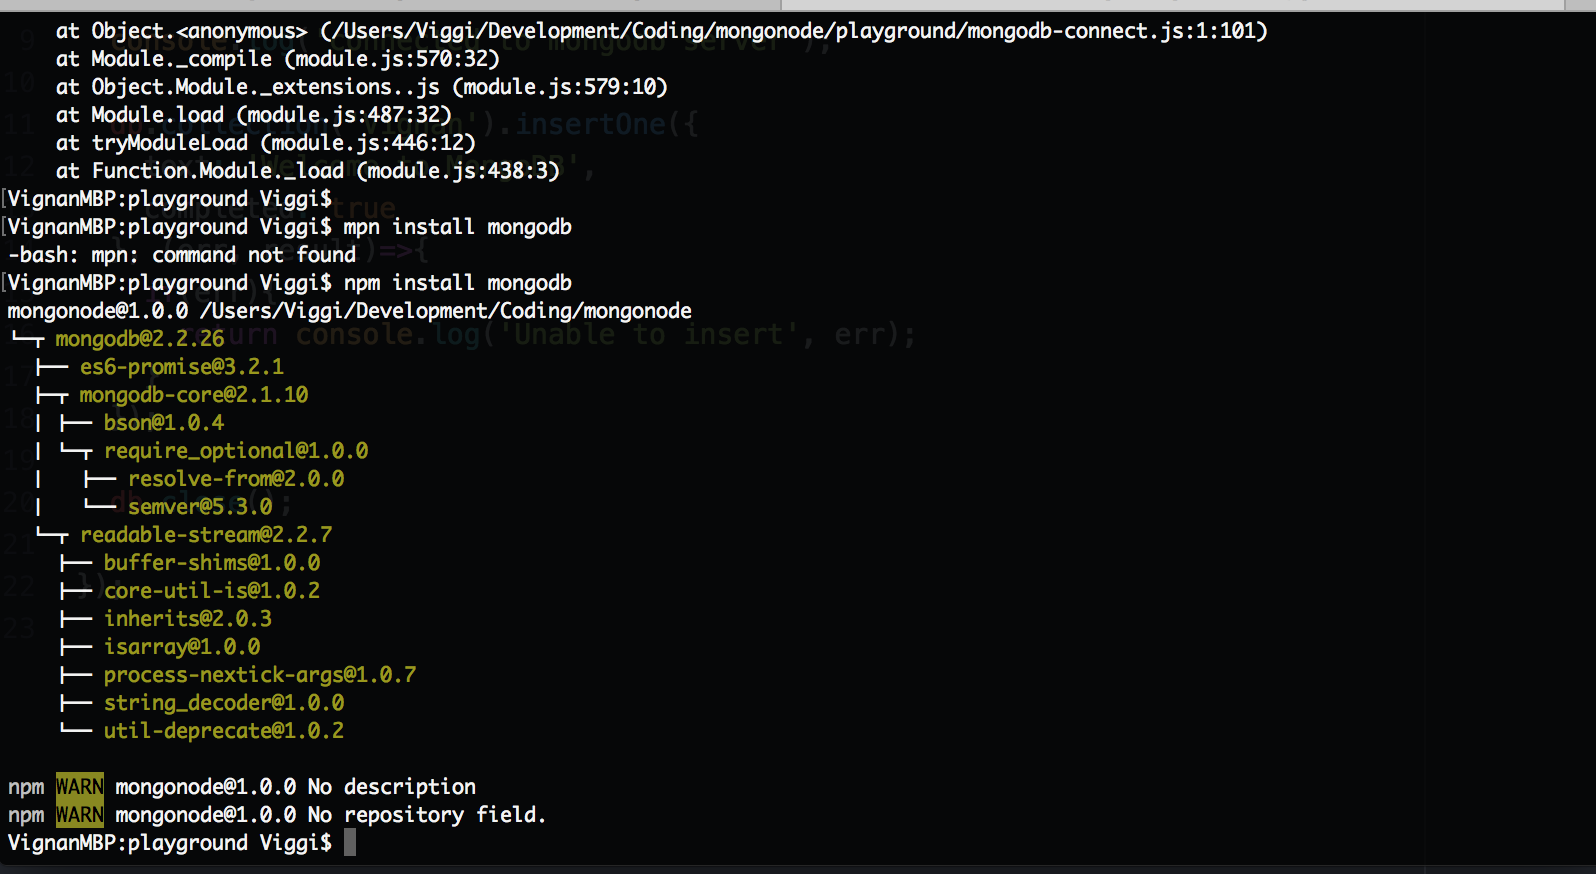 at Object.<anonymous> (/Users/Viggi/Development/Coding/mongonode/playground/mongodb-connect.js:1:101)
at Module._compile (module.js:570:32)
at Object.Module._extensions..js (module.js:579:10)
at Module.load (module.js:487:32)
at tryModuleLoad (module.js:446:12)
at Function.Module._load (module.js:438:3)
[VignanMBP:playground Viggi$
[VignanMBP:playground Viggi$ mpn install mongodb
-bash: mpn: command not found
[VignanMBP:playground Viggi$ npm install mongodb
mongonode@1.0.0 /Users/Viggi/Development/Coding/mongonode
└─┬ mongodb@2.2.26
  ├── es6-promise@3.2.1
  ├─┬ mongodb-core@2.1.10
  │ ├── bson@1.0.4
  │ └─┬ require_optional@1.0.0
  │   ├── resolve-from@2.0.0
  │   └── semver@5.3.0
  └─┬ readable-stream@2.2.7
    ├── buffer-shims@1.0.0
    ├── core-util-is@1.0.2
    ├── inherits@2.0.3
    ├── isarray@1.0.0
    ├── process-nextick-args@1.0.7
    ├── string_decoder@1.0.0
    └── util-deprecate@1.0.2
npm WARN mongonode@1.0.0 No description
npm WARN mongonode@1.0.0 No repository field.
VignanMBP:playground Viggi$